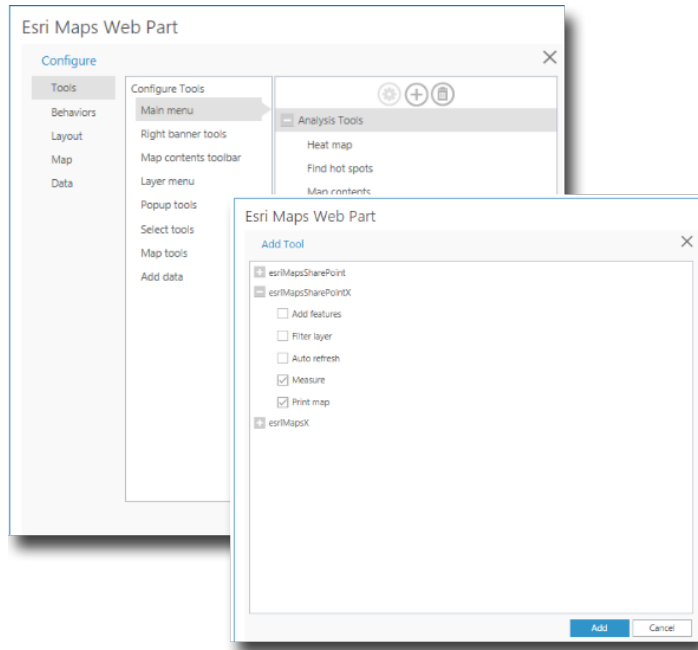 Esri Maps Web Part
Configure
Tools
Behaviors
Layout
Map
Data
Configure Tools
Main menu
Right banner tools
Map contents toolbar
Layer menu
Popup tools
Select tools
Map tools
Add data
Analysis Tools
Heat map
Find hot spots
Map contents
Esri Maps Web Part
Add Tool
esriMapsSharePoint
esriMapsSharePointX
Add features
Filter layer
Auto refresh
Measure
Print map
esriMapsX
Add
Cancel